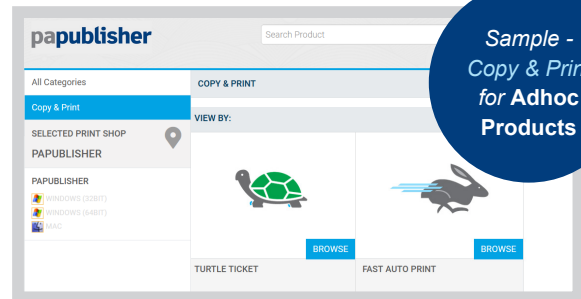 papublisher
Search Product
Sample -
Copy & Prin
for Adhoc
Products
All Categories
Copy & Print
SELECTED PRINT SHOP
PAPUBLISHER
PAPUBLISHER
WINDOWS (32BIT)
WINDOWS (64BIT)
MAC
COPY & PRINT
VIEW BY:
BROWSE
BROWSE
TURTLE TICKET
FAST AUTO PRINT